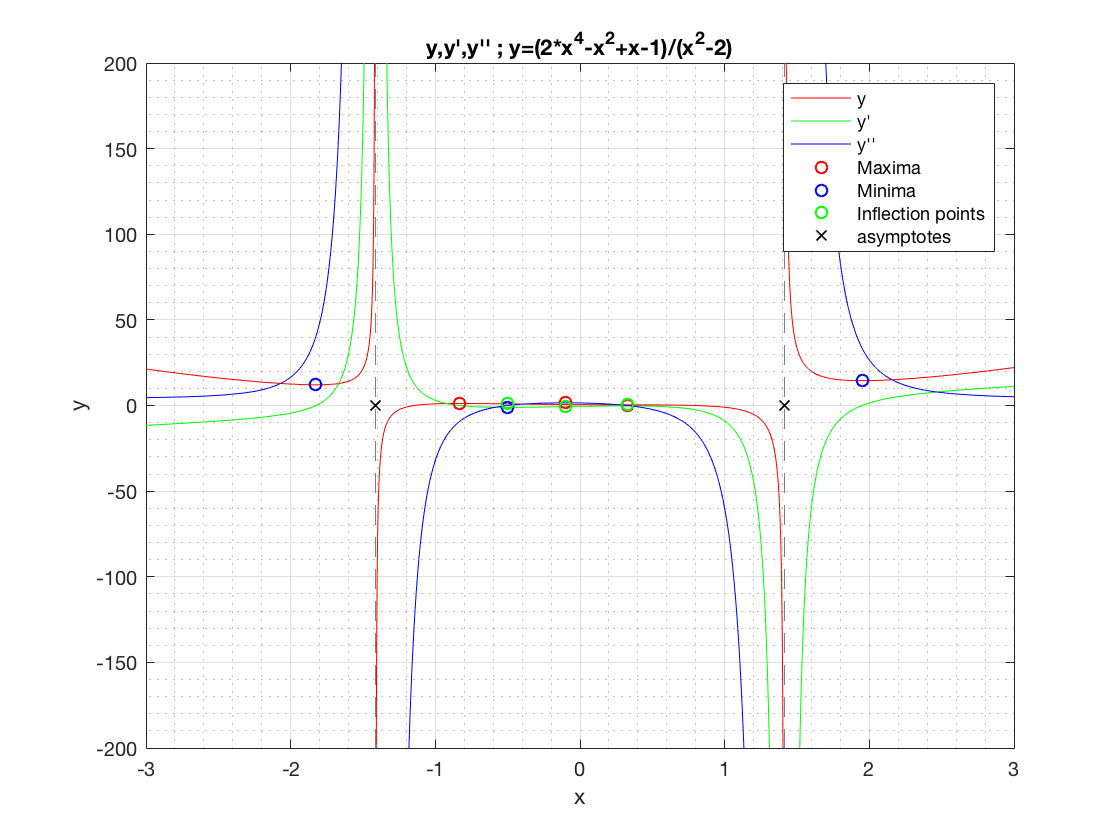 y,y',y'' ; y=(2*x^4-x^2+x-1)/(x^2-2)
200
150
100
50
0
-50
-100
-150
-200
y
y
y'
y''
Maxima
Minima
Inflection points
asymptotes
-3 -2 -1 0 1 2 3
x